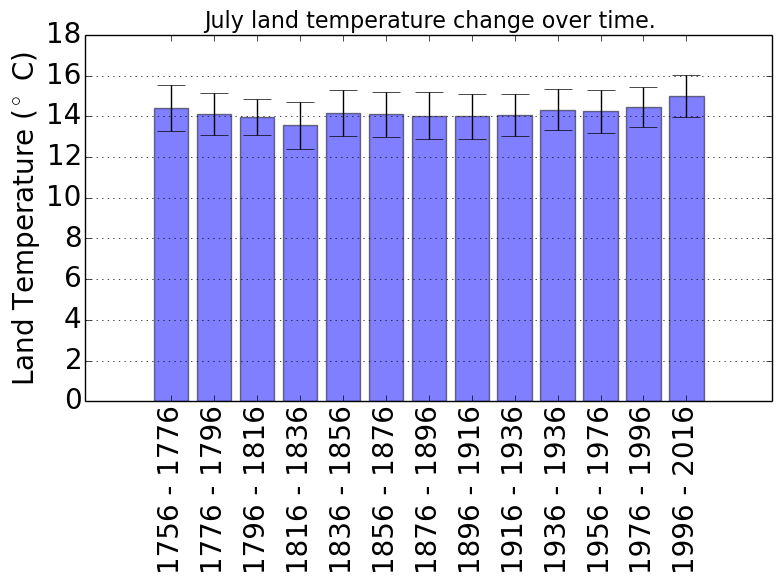 July land temperature change over time.
Land Temperature (° C)
18
16
14
12
10
8
6
4
2
0
1756 - 1776
1776 - 1796
1796 - 1816
1816 - 1836
1836 - 1856
1856 - 1876
1876 - 1896
1896 - 1916
1916 - 1936
1936 - 1936
1956 - 1976
1976 - 1996
1996 - 2016